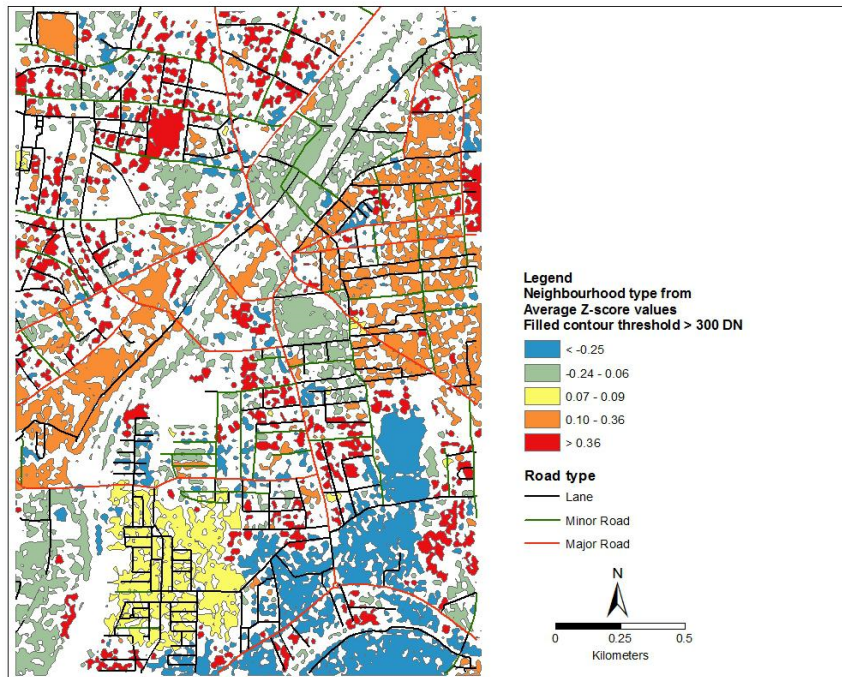 Legend
Neighbourhood type from
Average Z-score values
Filled contour threshold > 300 DN
< -0.25
-0.24 - 0.06
0.07 - 0.09
0.10 - 0.36
> 0.36
Road type
Lane
Minor Road
Major Road
N
0 0.25 0.5
Kilometers